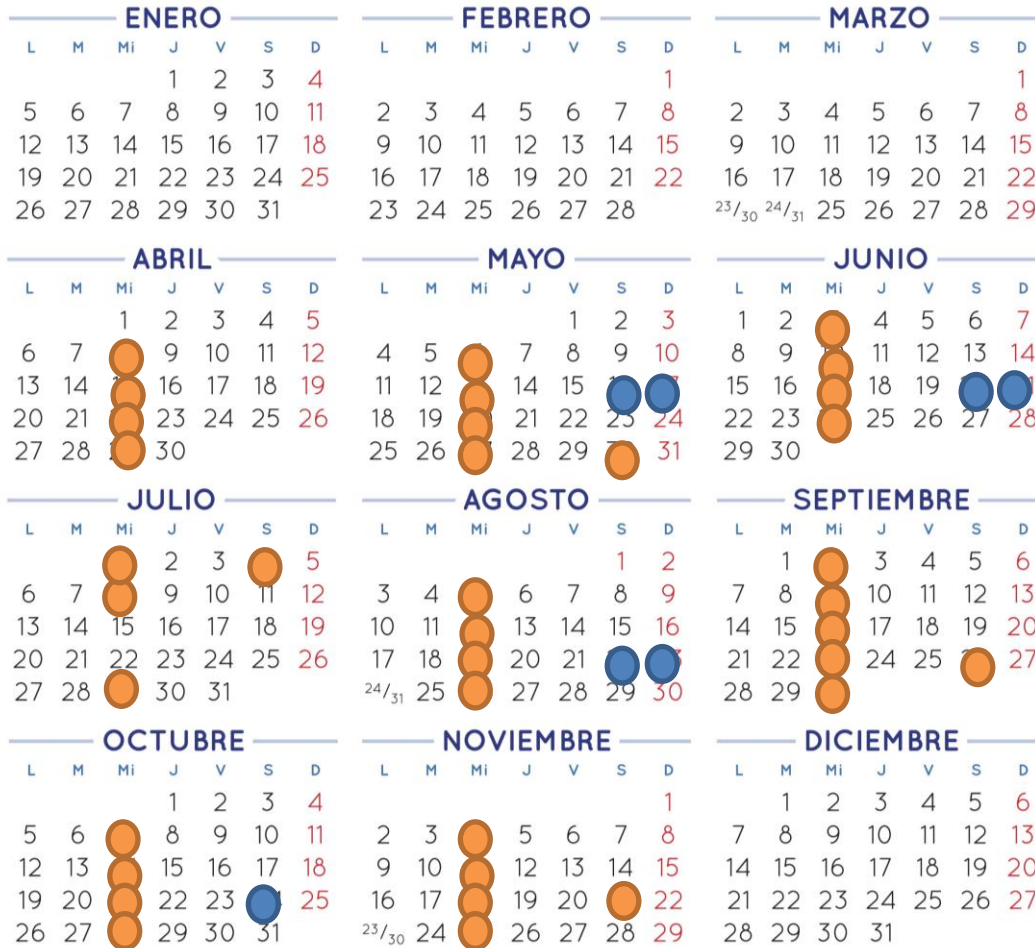 ENERO
L M Mi J V S D
1 2 3 4
5 6 7 8 9 10 11
12 13 14 15 16 17 18
19 20 21 22 23 24 25
26 27 28 29 30 31
FEBRERO
L M Mi J V S D
1
2 3 4 5 6 7 8
9 10 11 12 13 14 15
16 17 18 19 20 21 22
23 24 25 26 27 28
MARZO
L M Mi J V S D
1
2 3 4 5 6 7 8
9 10 11 12 13 14 15
16 17 18 19 20 21 22
23/30 24/31 25 26 27 28 29
ABRIL
L M Mi J V S D
1 2 3 4 5
6 7 9 10 11 12
13 14 16 17 18 19
20 21 23 24 25 26
27 28 30
MAYO
L M Mi J V S D
1 2 3
4 5 7 8 9 10
11 12 14 15
18 19 21 22 23 24
25 26 28 29 31
JUNIO
L M Mi J V S D
1 2 4 5 6 7
8 9 11 12 13 14
15 16 18 19
22 23 25 26 27 28
29 30
JULIO
L M Mi J V S D
2 3 5
6 7 9 10 11 12
13 14 15 16 17 18 19
20 21 22 23 24 25 26
27 28 30 31
AGOSTO
L M Mi J V S D
1 2
3 4 6 7 8 9
10 11 13 14 15 16
17 18 20 21
24/31 25 27 28 29 30
SEPTIEMBRE
L M Mi J V S D
1 3 4 5 6
7 8 10 11 12 13
14 15 17 18 19 20
21 22 24 25 27
28 29
OCTUBRE
L M Mi J V S D
1 2 3 4
5 6 8 9 10 11
12 13 15 16 17 18
19 20 22 23 25
26 27 29 30 31
NOVIEMBRE
L M Mi J V S D
1
2 3 5 6 7 8
9 10 12 13 14 15
16 17 19 20 22
23/30 24 26 27 28 29
DICIEMBRE
L M Mi J V S D
1 2 3 4 5 6
7 8 9 10 11 12 13
14 15 16 17 18 19 20
21 22 23 24 25 26 27
28 29 30 31